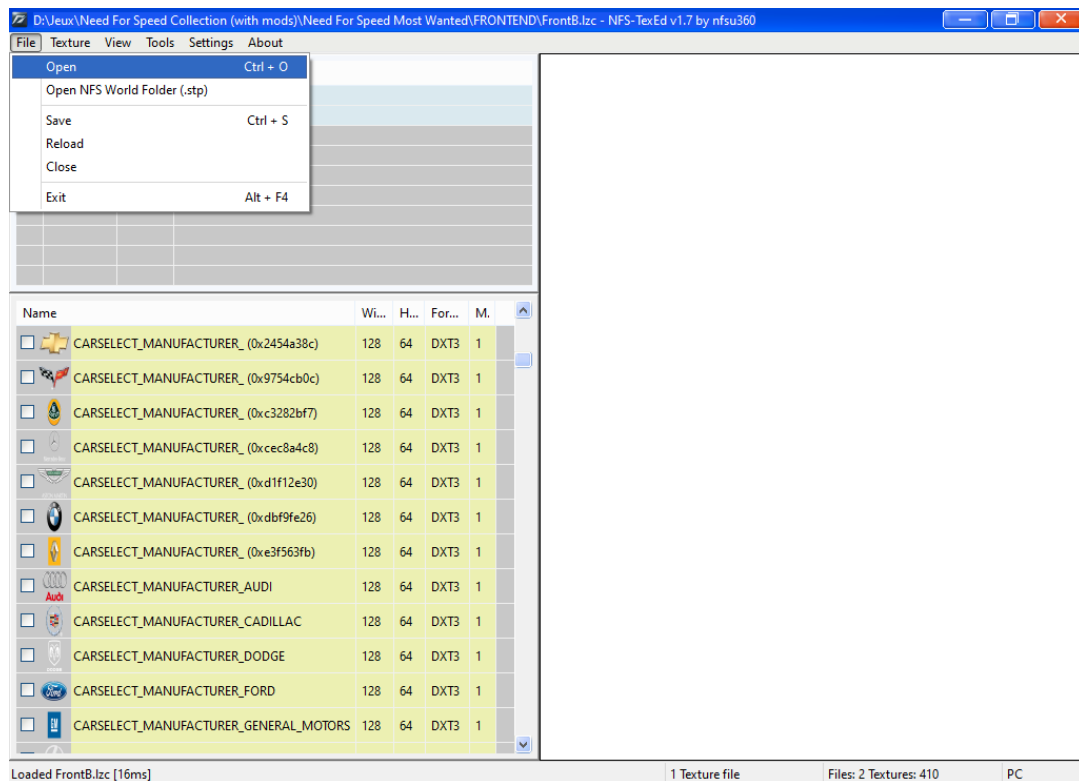 D:\Jeux\Need For Speed Collection (with mods)\Need For Speed Most Wanted\FRONTEND\FrontB.lzc - NFS-TexEd v1.7 by nfsu360
File Texture View Tools Settings About
Open Ctrl + O
Open NFS World Folder (.stp)
Save Ctrl + S
Reload
Close
Exit Alt + F4
Name Wi... H... For... M.
CARSELECT_MANUFACTURER_ (0x2454a38c) 128 64 DXT3 1
CARSELECT_MANUFACTURER_ (0x9754cb0c) 128 64 DXT3 1
CARSELECT_MANUFACTURER_ (0xc3282bf7) 128 64 DXT3 1
CARSELECT_MANUFACTURER_ (0xcec8a4c8) 128 64 DXT3 1
CARSELECT_MANUFACTURER_ (0xd1f12e30) 128 64 DXT3 1
CARSELECT_MANUFACTURER_ (0xdbf9fe26) 128 64 DXT3 1
CARSELECT_MANUFACTURER_ (0xe3f563fb) 128 64 DXT3 1
Audi CARSELECT_MANUFACTURER_AUDI 128 64 DXT3 1
CARSELECT_MANUFACTURER_CADILLAC 128 64 DXT3 1
CARSELECT_MANUFACTURER_DODGE 128 64 DXT3 1
Ford CARSELECT_MANUFACTURER_FORD 128 64 DXT3 1
GM CARSELECT_MANUFACTURER_GENERAL_MOTORS 128 64 DXT3 1
Loaded FrontB.lzc [16ms] 1 Texture file Files: 2 Textures: 410 PC